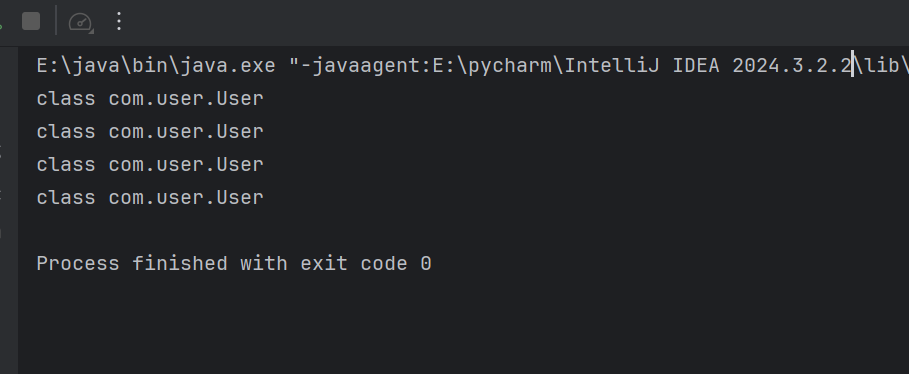 E:\java\bin\java.exe "-javaagent:E:\pycharm\IntelliJ IDEA 2024.3.2.2\lib\
class com.user.User
class com.user.User
class com.user.User
class com.user.User
Process finished with exit code 0